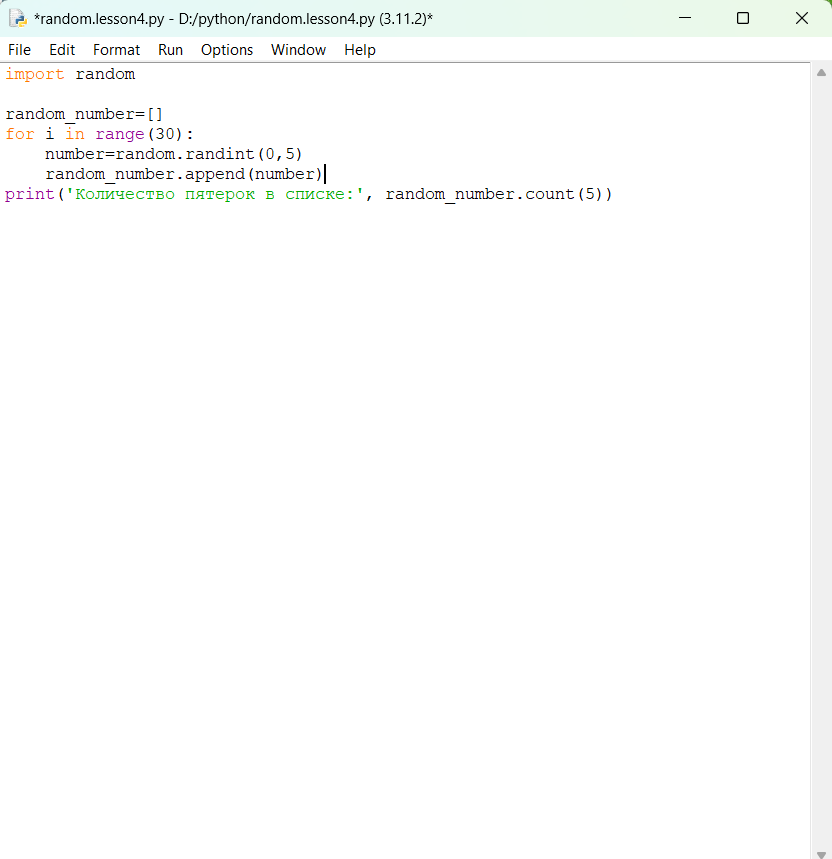 *random.lesson4.py - D:/python/random.lesson4.py (3.11.2)*
File Edit Format Run Options Window Help
import random
random_number=[]
for i in range(30):
    number=random.randint(0,5)
    random_number.append(number)
print('Количество пятерок в списке:', random_number.count(5))